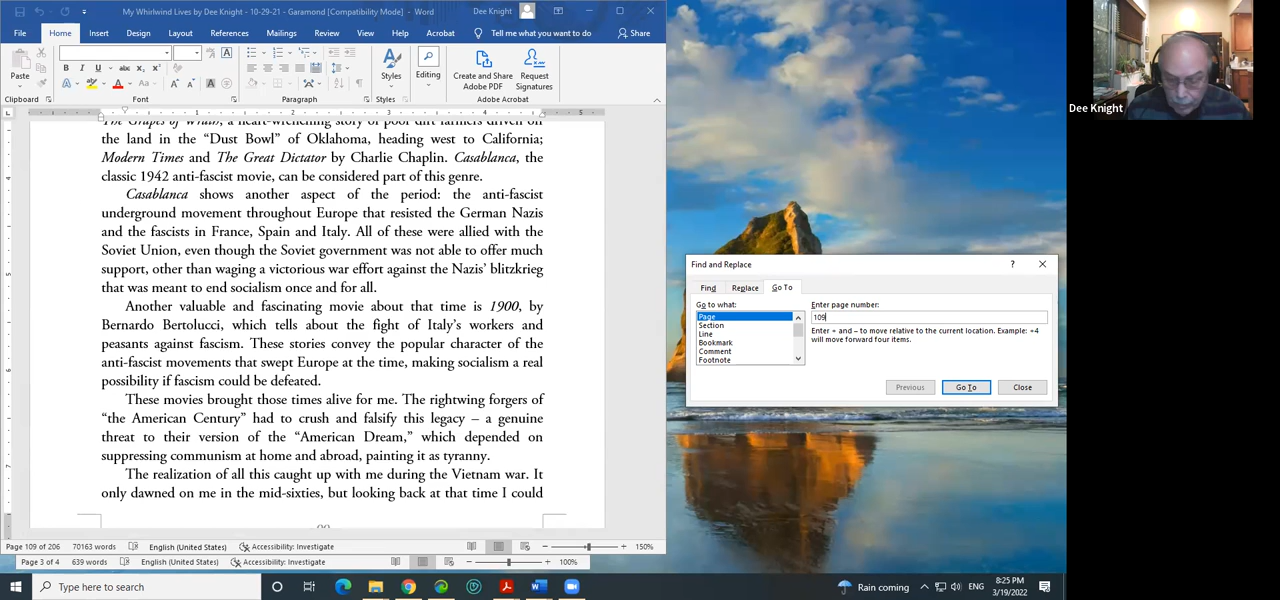 My Whirlwind Lives by Dee Knight - 10-29-21 - Garamond [Compatibility Mode] - Word
Dee Knight
File Home Insert Design Layout References Mailings Review View Help Acrobat Tell me what you want to do Share
Paste
Styles
Editing
Create and Share Adobe PDF
Request Signatures
Clipboard Font Paragraph Styles Adobe Acrobat
The Grapes of Wrath, a heart-wrenching story of poor dirt farmers driven off
the land in the “Dust Bowl” of Oklahoma, heading west to California;
Modern Times and The Great Dictator by Charlie Chaplin. Casablanca, the
classic 1942 anti-fascist movie, can be considered part of this genre.
Casablanca shows another aspect of the period: the anti-fascist
underground movement throughout Europe that resisted the German Nazis
and the fascists in France, Spain and Italy. All of these were allied with the
Soviet Union, even though the Soviet government was not able to offer much
support, other than waging a victorious war effort against the Nazis’ blitzkrieg
that was meant to end socialism once and for all.
Another valuable and fascinating movie about that time is 1900, by
Bernardo Bertolucci, which tells about the fight of Italy’s workers and
peasants against fascism. These stories convey the popular character of the
anti-fascist movements that swept Europe at the time, making socialism a real
possibility if fascism could be defeated.
These movies brought those times alive for me. The rightwing forgers of
“the American Century” had to crush and falsify this legacy – a genuine
threat to their version of the “American Dream,” which depended on
suppressing communism at home and abroad, painting it as tyranny.
The realization of all this caught up with me during the Vietnam war. It
only dawned on me in the mid-sixties, but looking back at that time I could
Page 109 of 206 70163 words English (United States) Accessibility: Investigate 150%
Page 3 of 4 639 words English (United States) Accessibility: Investigate 100%
Find and Replace
Find Replace Go To
Go to what:
Page
Section
Line
Bookmark
Comment
Footnote
Enter page number:
109
Enter + and – to move relative to the current location. Example: +4
will move forward four items.
Previous Go To Close
Dee Knight
Type here to search
Rain coming
ENG
8:25 PM
3/19/2022